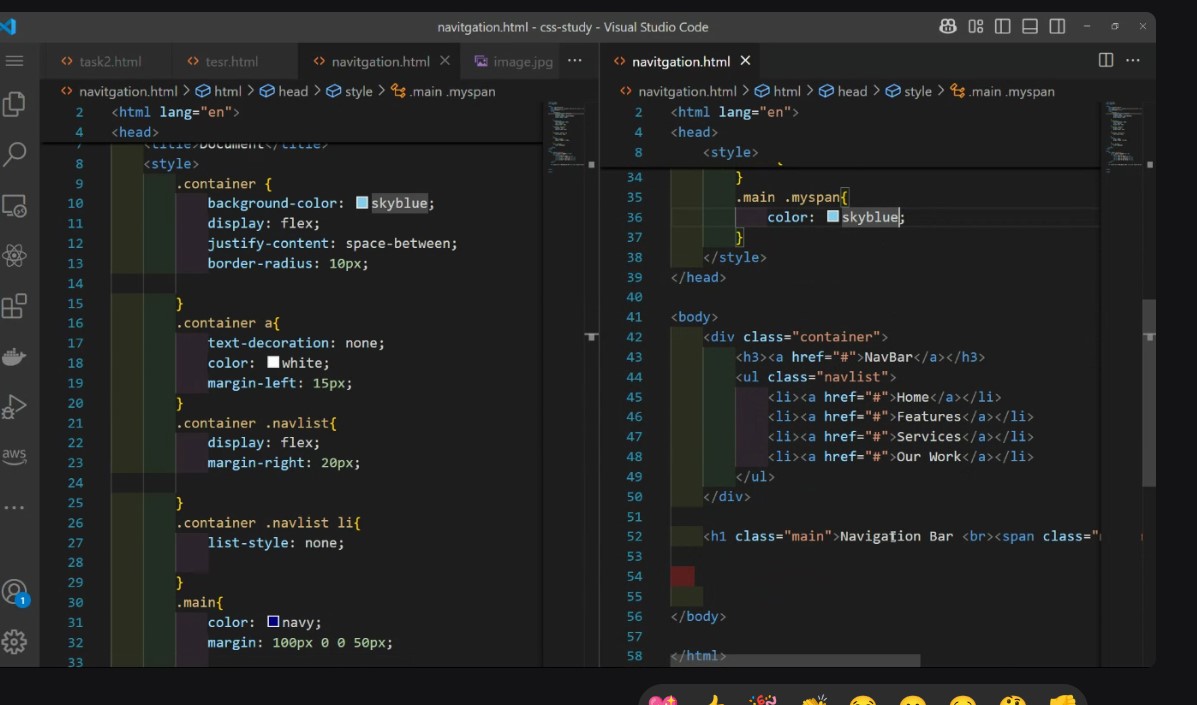 navitgation.html - css-study - Visual Studio Code
task2.html
tesr.html
navitgation.html
image.jpg
navitgation.html > html > head > style > .main .myspan
2 <html lang="en">
4 <head>
7 <title>Document</title>
8 <style>
9 .container {
10 background-color: skyblue;
11 display: flex;
12 justify-content: space-between;
13 border-radius: 10px;
14
15 }
16 .container a{
17 text-decoration: none;
18 color: white;
19 margin-left: 15px;
20 }
21 .container .navlist{
22 display: flex;
23 margin-right: 20px;
24
25 }
26 .container .navlist li{
27 list-style: none;
28
29 }
30 .main{
31 color: navy;
32 margin: 100px 0 0 50px;
33
navitgation.html
navitgation.html > html > head > style > .main .myspan
2 <html lang="en">
4 <head>
8 <style>
34 }
35 .main .myspan{
36 color: skyblue;
37 }
38 </style>
39 </head>
40
41 <body>
42 <div class="container">
43 <h3><a href="#">NavBar</a></h3>
44 <ul class="navlist">
45 <li><a href="#">Home</a></li>
46 <li><a href="#">Features</a></li>
47 <li><a href="#">Services</a></li>
48 <li><a href="#">Our Work</a></li>
49 </ul>
50 </div>
51
52 <h1 class="main">Navigation Bar <br><span class="
53
54
55
56 </body>
57
58 </html>
aws
1